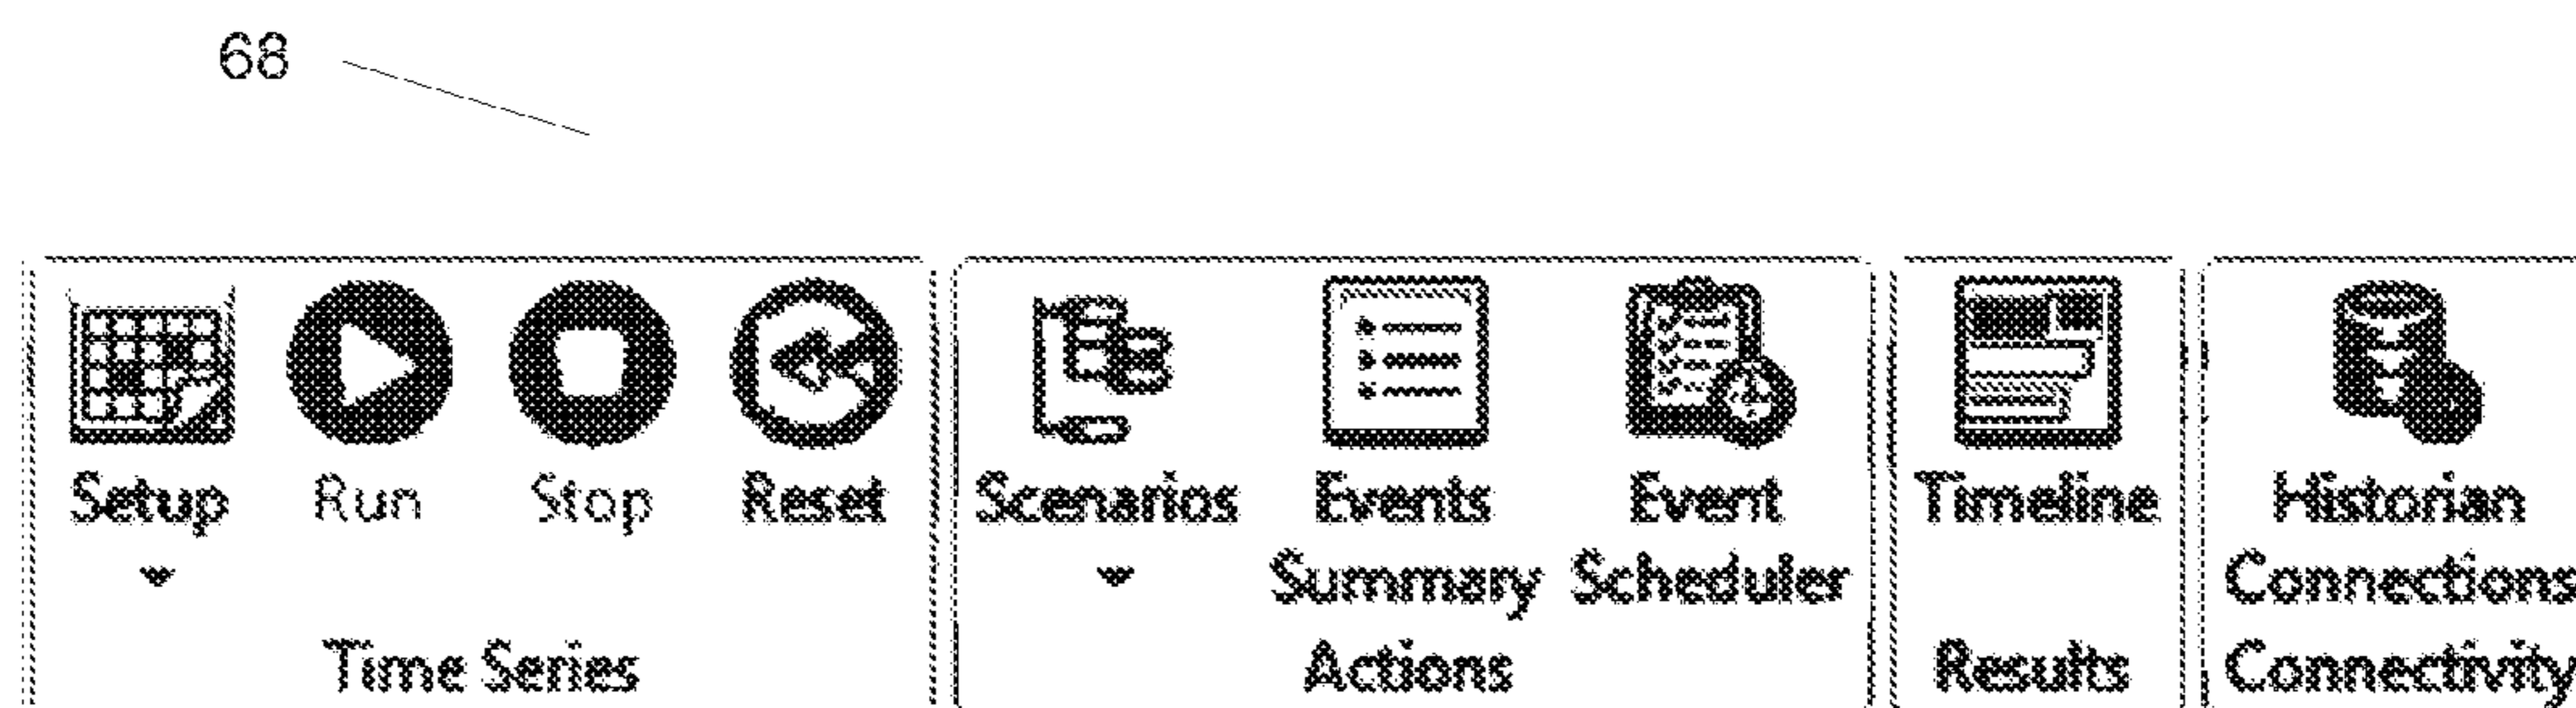 68
Setup Run Stop Reset Scenarios Events Event Timeline Historian
Summary Scheduler Connections
Time Series Actions Results Connectivity